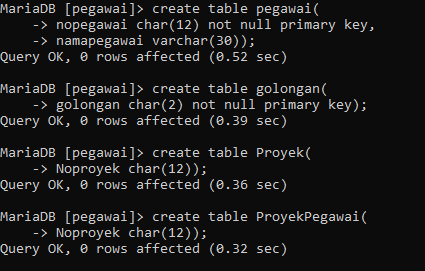 MariaDB [pegawai]> create table pegawai(
    -> nopegawai char(12) not null primary key,
    -> namapegawai varchar(30));
Query OK, 0 rows affected (0.52 sec)

MariaDB [pegawai]> create table golongan(
    -> golongan char(2) not null primary key);
Query OK, 0 rows affected (0.39 sec)

MariaDB [pegawai]> create table Proyek(
    -> Noproyek char(12));
Query OK, 0 rows affected (0.36 sec)

MariaDB [pegawai]> create table ProyekPegawai(
    -> Noproyek char(12));
Query OK, 0 rows affected (0.32 sec)